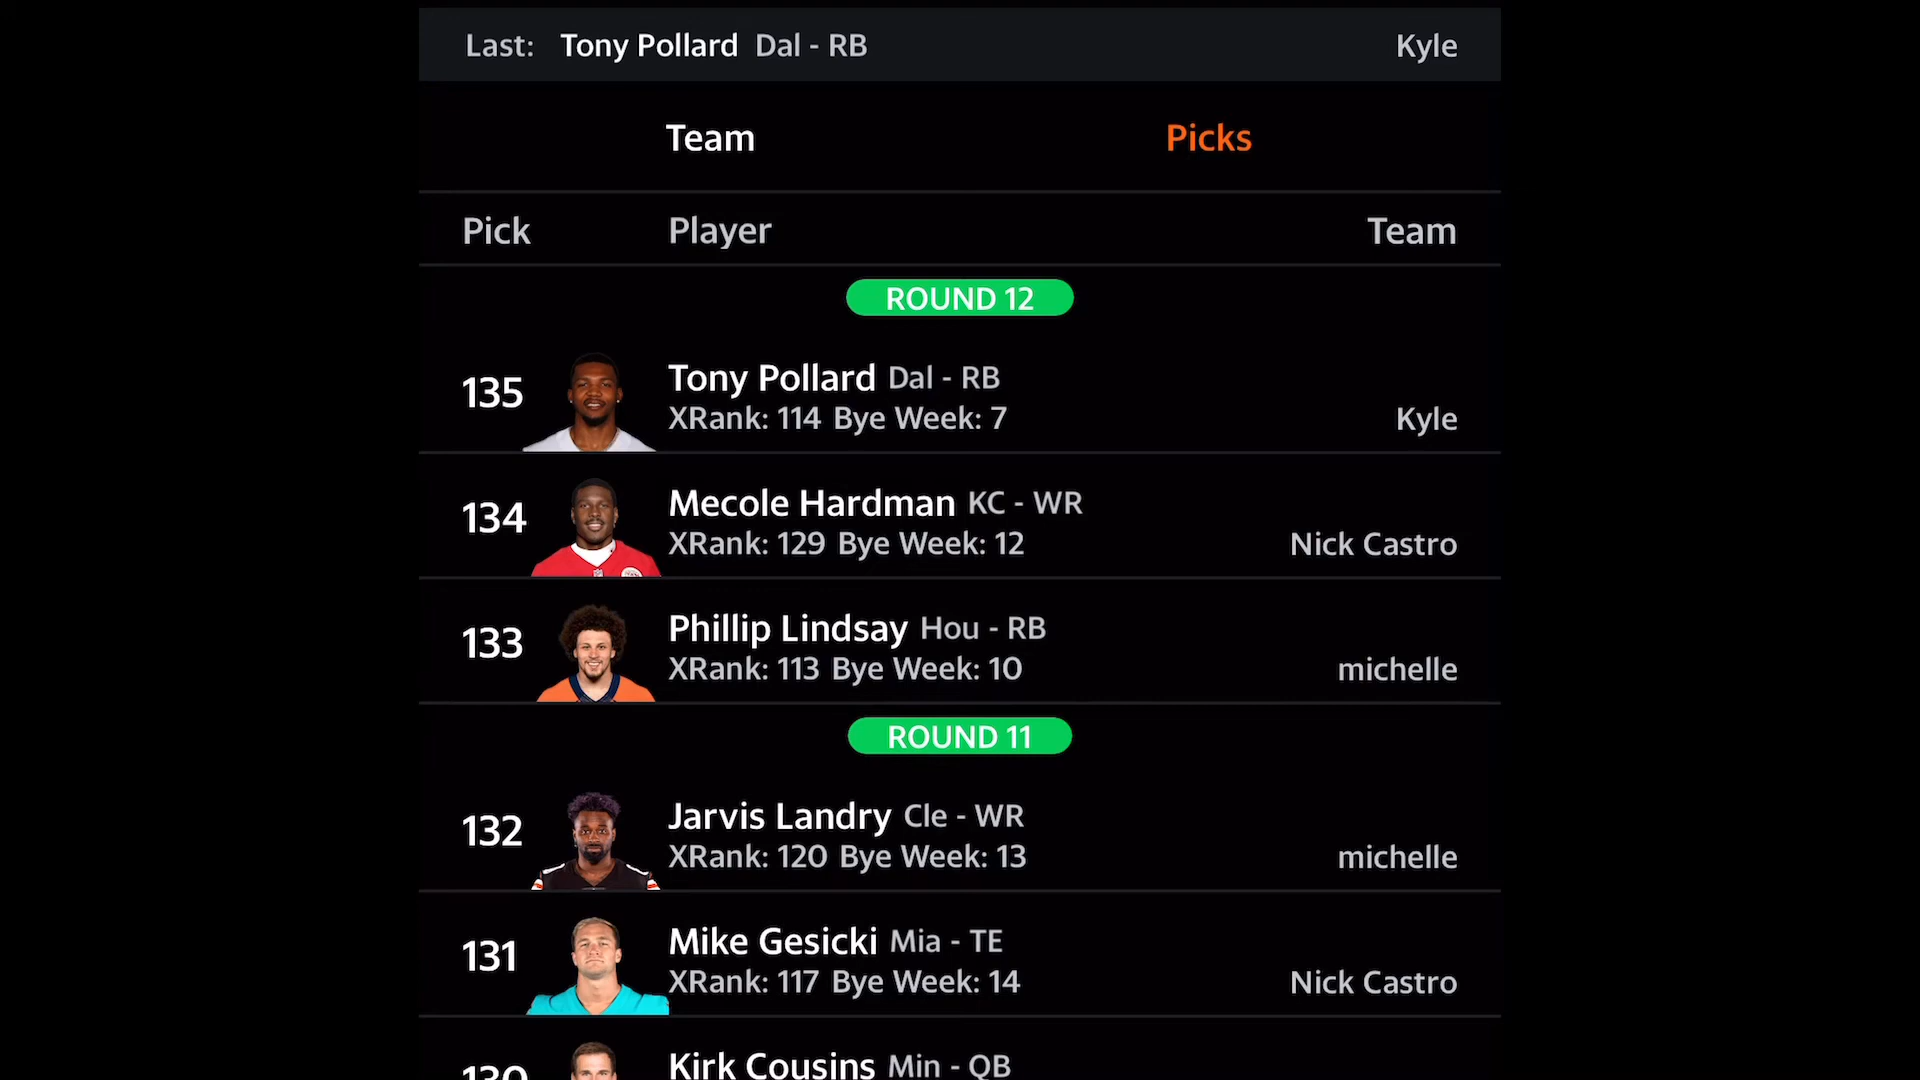 Last: Tony Pollard Dal - RB Kyle
Team Picks
Pick Player Team
ROUND 12
135 Tony Pollard Dal - RB
XRank: 114 Bye Week: 7 Kyle
134 Mecole Hardman KC - WR
XRank: 129 Bye Week: 12 Nick Castro
133 Phillip Lindsay Hou - RB
XRank: 113 Bye Week: 10 michelle
ROUND 11
132 Jarvis Landry Cle - WR
XRank: 120 Bye Week: 13 michelle
131 Mike Gesicki Mia - TE
XRank: 117 Bye Week: 14 Nick Castro
130 Kirk Cousins Min - QB